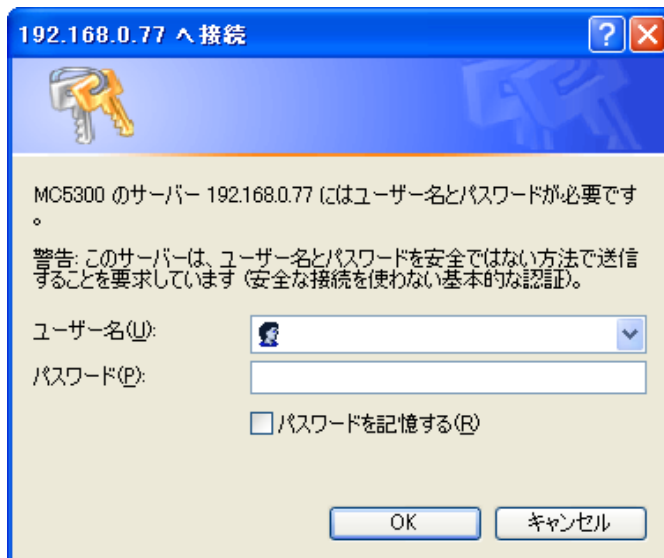 192.168.0.77 へ接続
MC5300 のサーバー 192.168.0.77 にはユーザー名とパスワードが必要です
。
警告: このサーバーは、ユーザー名とパスワードを安全ではない方法で送信
することを要求しています (安全な接続を使わない基本的な認証)。
ユーザー名(U):
パスワード(P):
パスワードを記憶する(R)
OK キャンセル